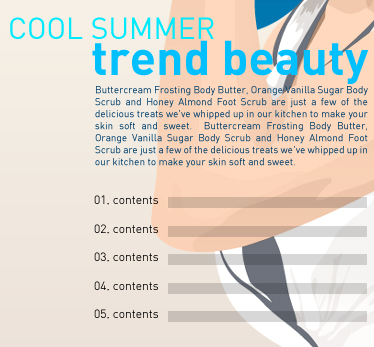 COOL SUMMER
trend beauty
Buttercream Frosting Body Butter, Orange Vanilla Sugar Body
Scrub and Honey Almond Foot Scrub are just a few of the
delicious treats we've whipped up in our kitchen to make your
skin soft and sweet. Buttercream Frosting Body Butter,
Orange Vanilla Sugar Body Scrub and Honey Almond Foot
Scrub are just a few of the delicious treats we've whipped up in
our kitchen to make your skin soft and sweet.
01. contents
02. contents
03. contents
04. contents
05. contents